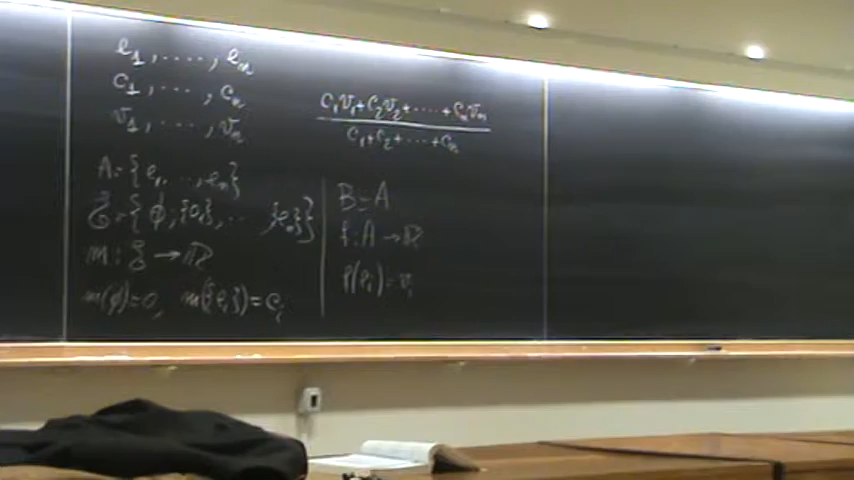 e₁, ...., eₙ
c₁, ..., cₙ
v₁, ..., vₙ
A={e₁,...,eₙ}
ℰ={∅,{e₁},...{eₙ}}
m:ℰ→ℝ
m(∅)=0, m({eᵢ})=cᵢ
c₁v₁+c₂v₂+....+cₙvₙ
c₁+c₂+....+cₙ
B=A
f:A→ℝ
f(eᵢ)=vᵢ